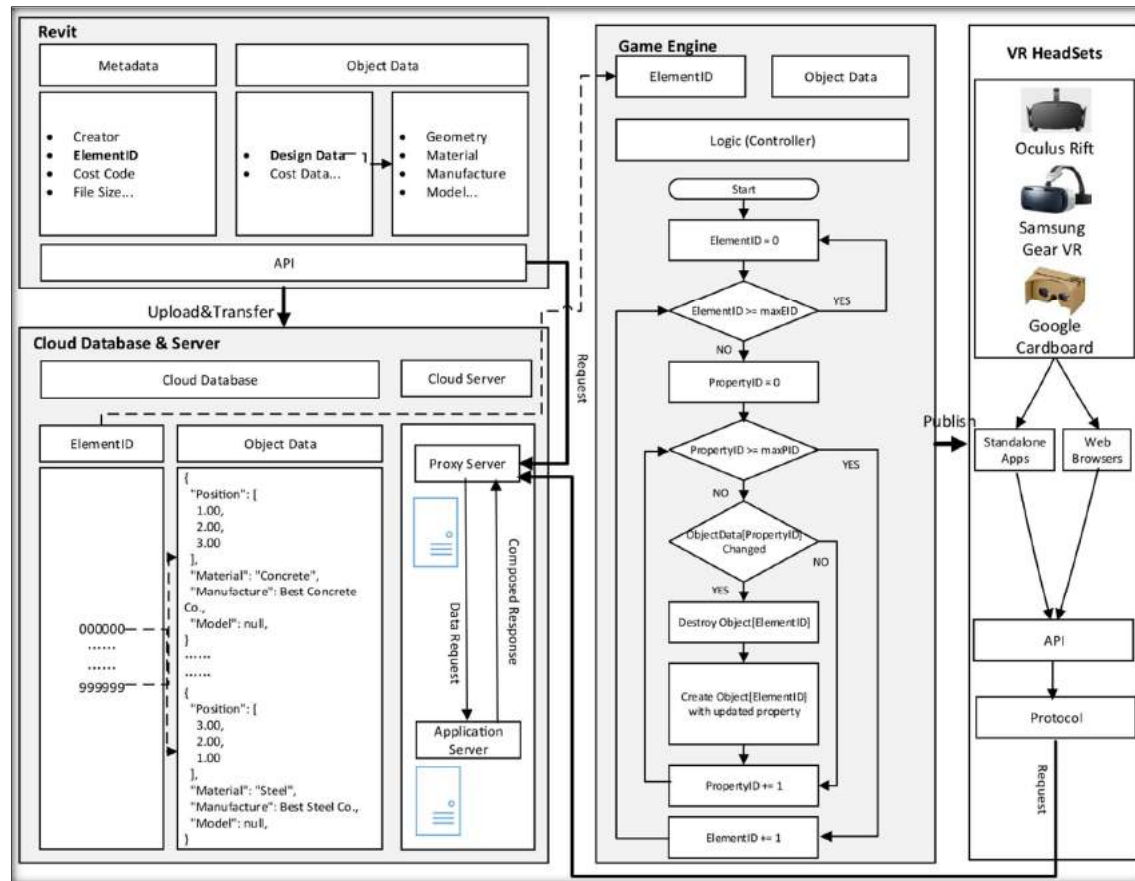 Revit
Metadata
Object Data
• Creator
• ElementID
• Cost Code
• File Size...
• Design Data
• Cost Data...
• Geometry
• Material
• Manufacture
• Model...
API
Upload&Transfer
Request
Cloud Database & Server
Cloud Database
Cloud Server
ElementID
Object Data
000000
......
......
999999
{
"Position": [
1.00,
2.00,
3.00
],
"Material": "Concrete",
"Manufacture": Best Concrete
Co.,
"Model": null,
}
......
......
{
"Position": [
3.00,
2.00,
1.00
],
"Material": "Steel",
"Manufacture": Best Steel Co.,
"Model": null,
}
Proxy Server
Data Request
Composed Response
Application
Server
Game Engine
ElementID
Object Data
Logic (Controller)
Start
ElementID = 0
ElementID >= maxEID
YES
NO
PropertyID = 0
PropertyID >= maxPID
YES
NO
ObjectData[PropertyID]
Changed
NO
YES
Destroy Object[ElementID]
Create Object[ElementID]
with updated property
PropertyID += 1
ElementID += 1
Publish
VR HeadSets
Oculus Rift
Samsung
Gear VR
Google
Cardboard
Standalone
Apps
Web
Browsers
API
Protocol
Request